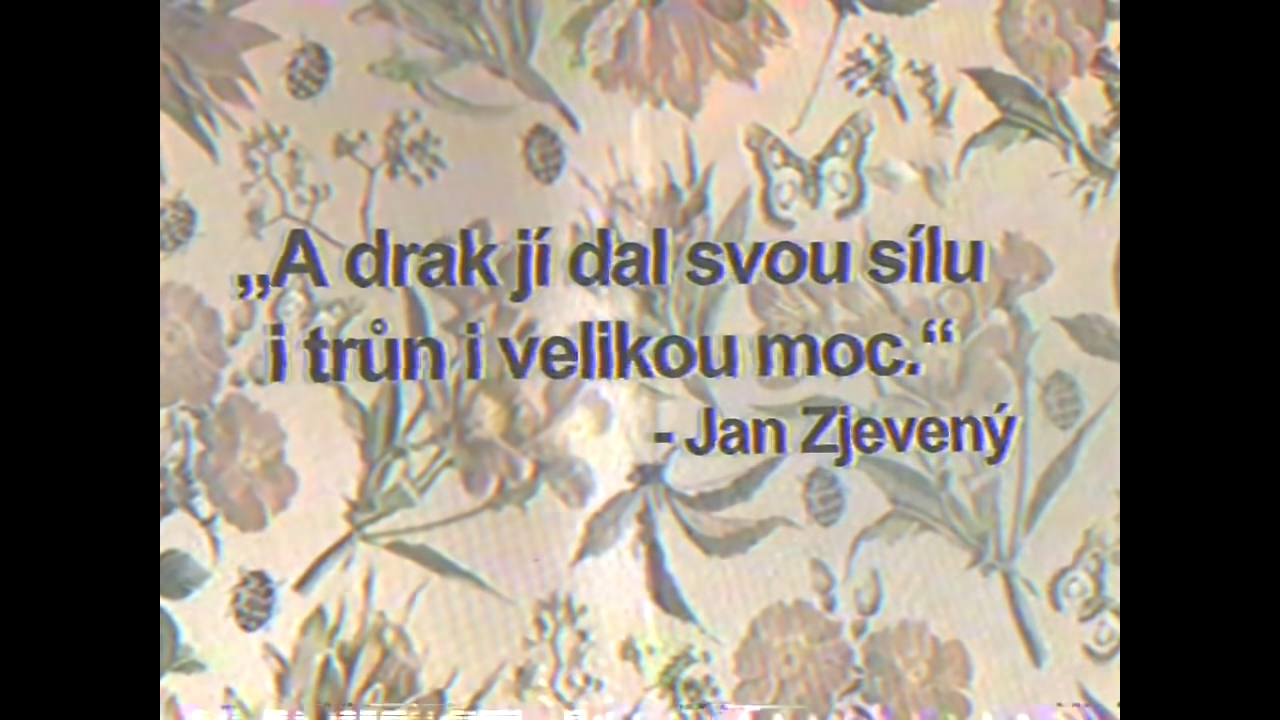 „A drak jí dal svou sílu
i trůn i velikou moc.“
- Jan Zjevený